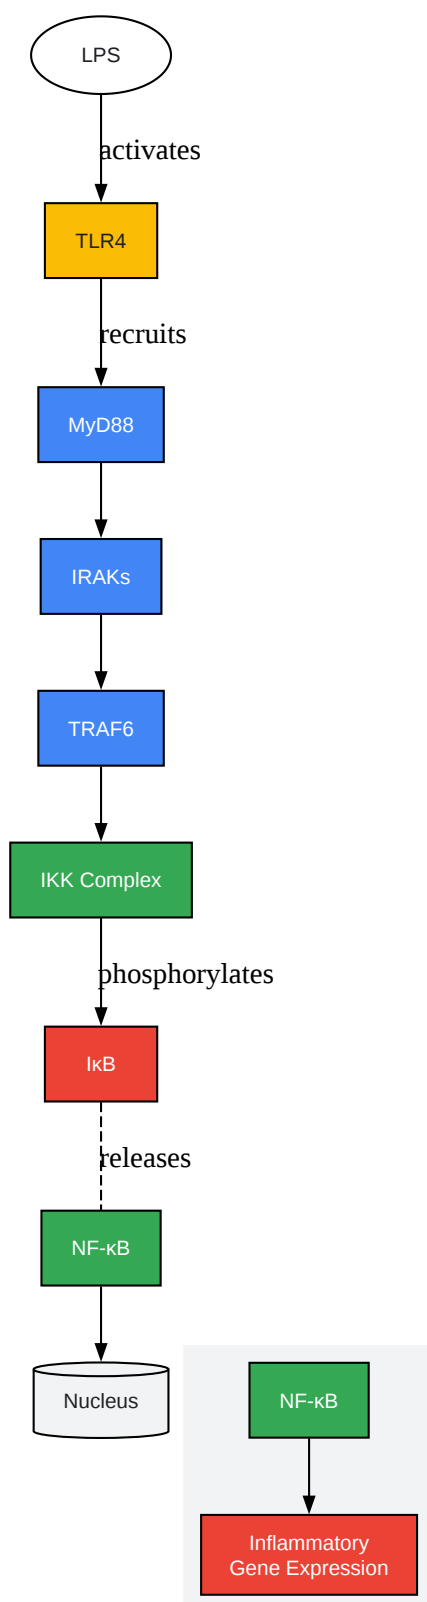 LPS
activates
TLR4
recruits
MyD88
IRAKs
TRAF6
IKK Complex
phosphorylates
IκB
releases
NF-κB
Nucleus
NF-κB
Inflammatory
Gene Expression